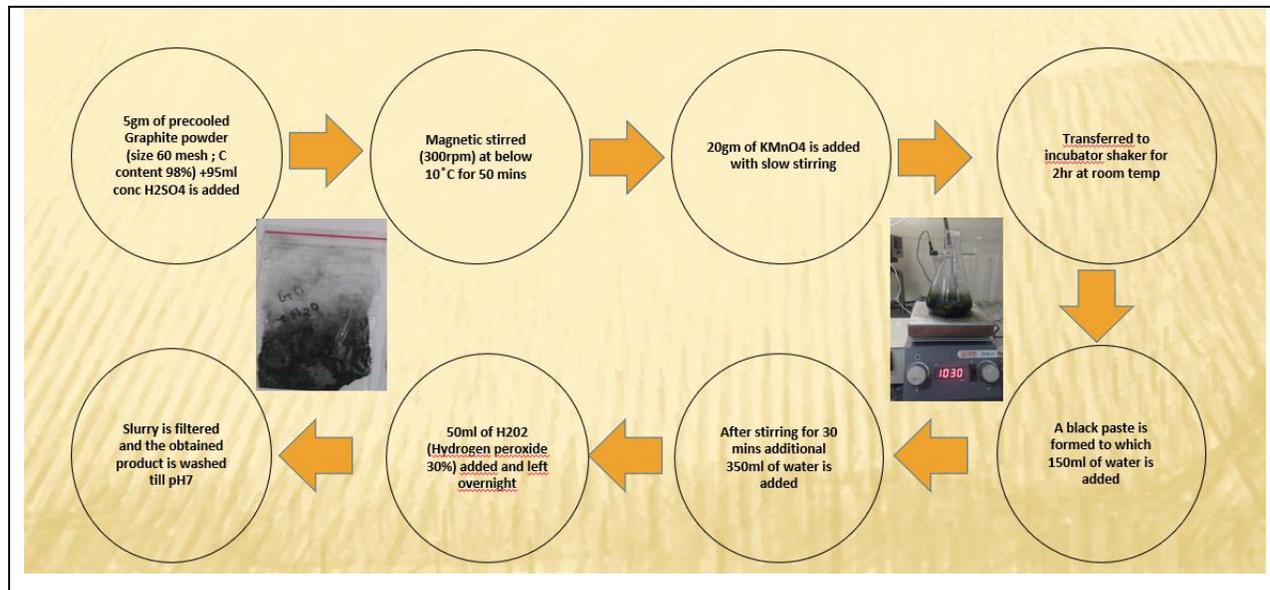 5gm of precooled
Graphite powder
(size 60 mesh ; C
content 98%) +95ml
conc H2SO4 is added
Magnetic stirred
(300rpm) at below
10˚C for 50 mins
20gm of KMnO4 is added
with slow stirring
Transferred to
incubator shaker for
2hr at room temp
A black paste is
formed to which
150ml of water is
added
After stirring for 30
mins additional
350ml of water is
added
50ml of H202
(Hydrogen peroxide
30%) added and left
overnight
Slurry is filtered
and the obtained
product is washed
till pH7
1030